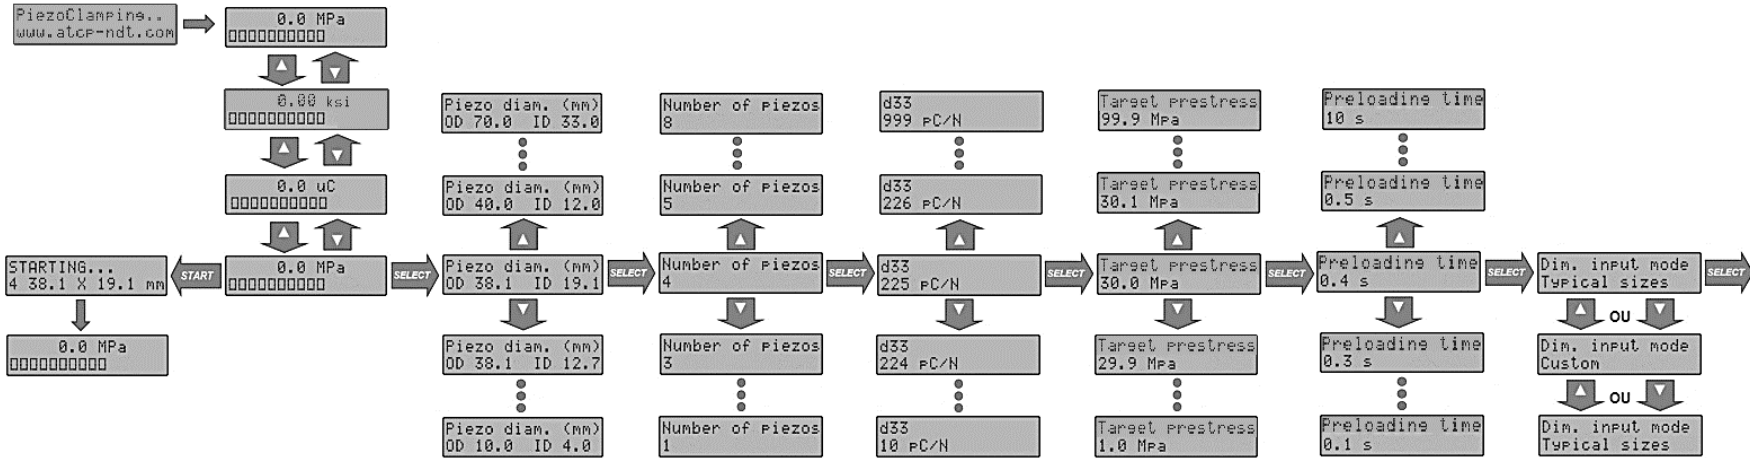 PiezoClamping..
www.atcp-ndt.com
0.0 MPa
0.00 ksi
0.0 uC
0.0 MPa
START
STARTING...
4 38.1 X 19.1 mm
0.0 MPa
SELECT
Piezo diam. (mm)
OD 70.0 ID 33.0
Piezo diam. (mm)
OD 40.0 ID 12.0
Piezo diam. (mm)
OD 38.1 ID 19.1
Piezo diam. (mm)
OD 38.1 ID 12.7
Piezo diam. (mm)
OD 10.0 ID 4.0
SELECT
Number of piezos
8
Number of piezos
5
Number of piezos
4
Number of piezos
3
Number of piezos
1
SELECT
d33
999 pC/N
d33
226 pC/N
d33
225 pC/N
d33
224 pC/N
d33
10 pC/N
SELECT
Target prestress
99.9 Mpa
Target prestress
30.1 Mpa
Target prestress
30.0 Mpa
Target prestress
29.9 Mpa
Target prestress
1.0 Mpa
SELECT
Preloading time
10 s
Preloading time
0.5 s
Preloading time
0.4 s
Preloading time
0.3 s
Preloading time
0.1 s
SELECT
Dim. input mode
Typical sizes
OU
Dim. input mode
Custom
OU
Dim. input mode
Typical sizes
SELECT